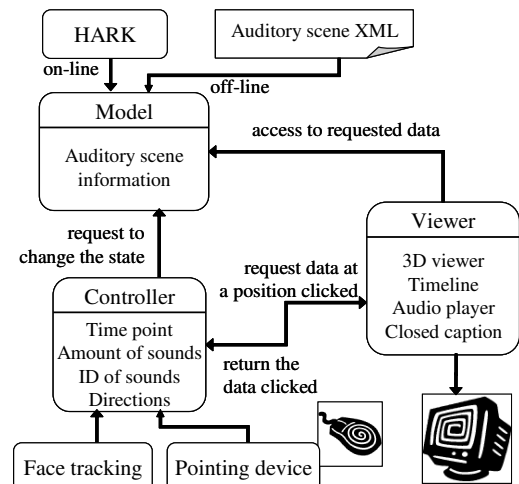 HARK
Auditory scene XML
on-line
off-line
Model
Auditory scene
information
access to requested data
request to
change the state
Viewer
3D viewer
Timeline
Audio player
Closed caption
request data at
a position clicked
Controller
Time point
Amount of sounds
ID of sounds
Directions
return the
data clicked
Face tracking
Pointing device